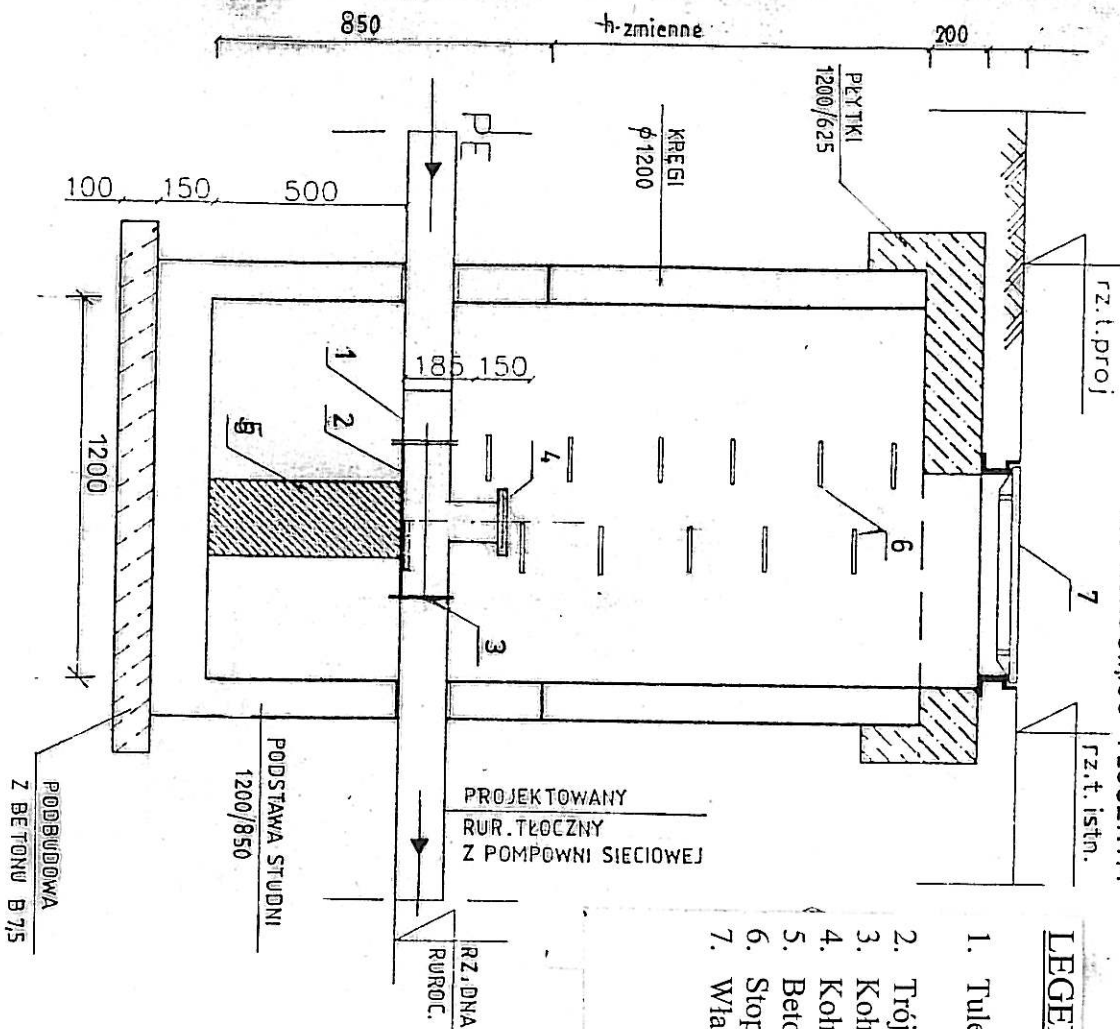 850
h-zmienne
200
PŁYTKI
1200/625
rz.t.proj
rz.t. istn.
7
KRĘGI
ϕ1200
PE
100
150
500
186
150
1
2
3
4
5
6
1200
PODSTAWA STUDNI
1200/850
PODBUDOWA
Z BETONU B 7,5
PROJEKTOWANY
RUR. TŁOCZNY
Z POMPOWNI SIECIOWEJ
RZ. DNA
RUROC.
1.
2.
3.
4.
5.
6.
7.